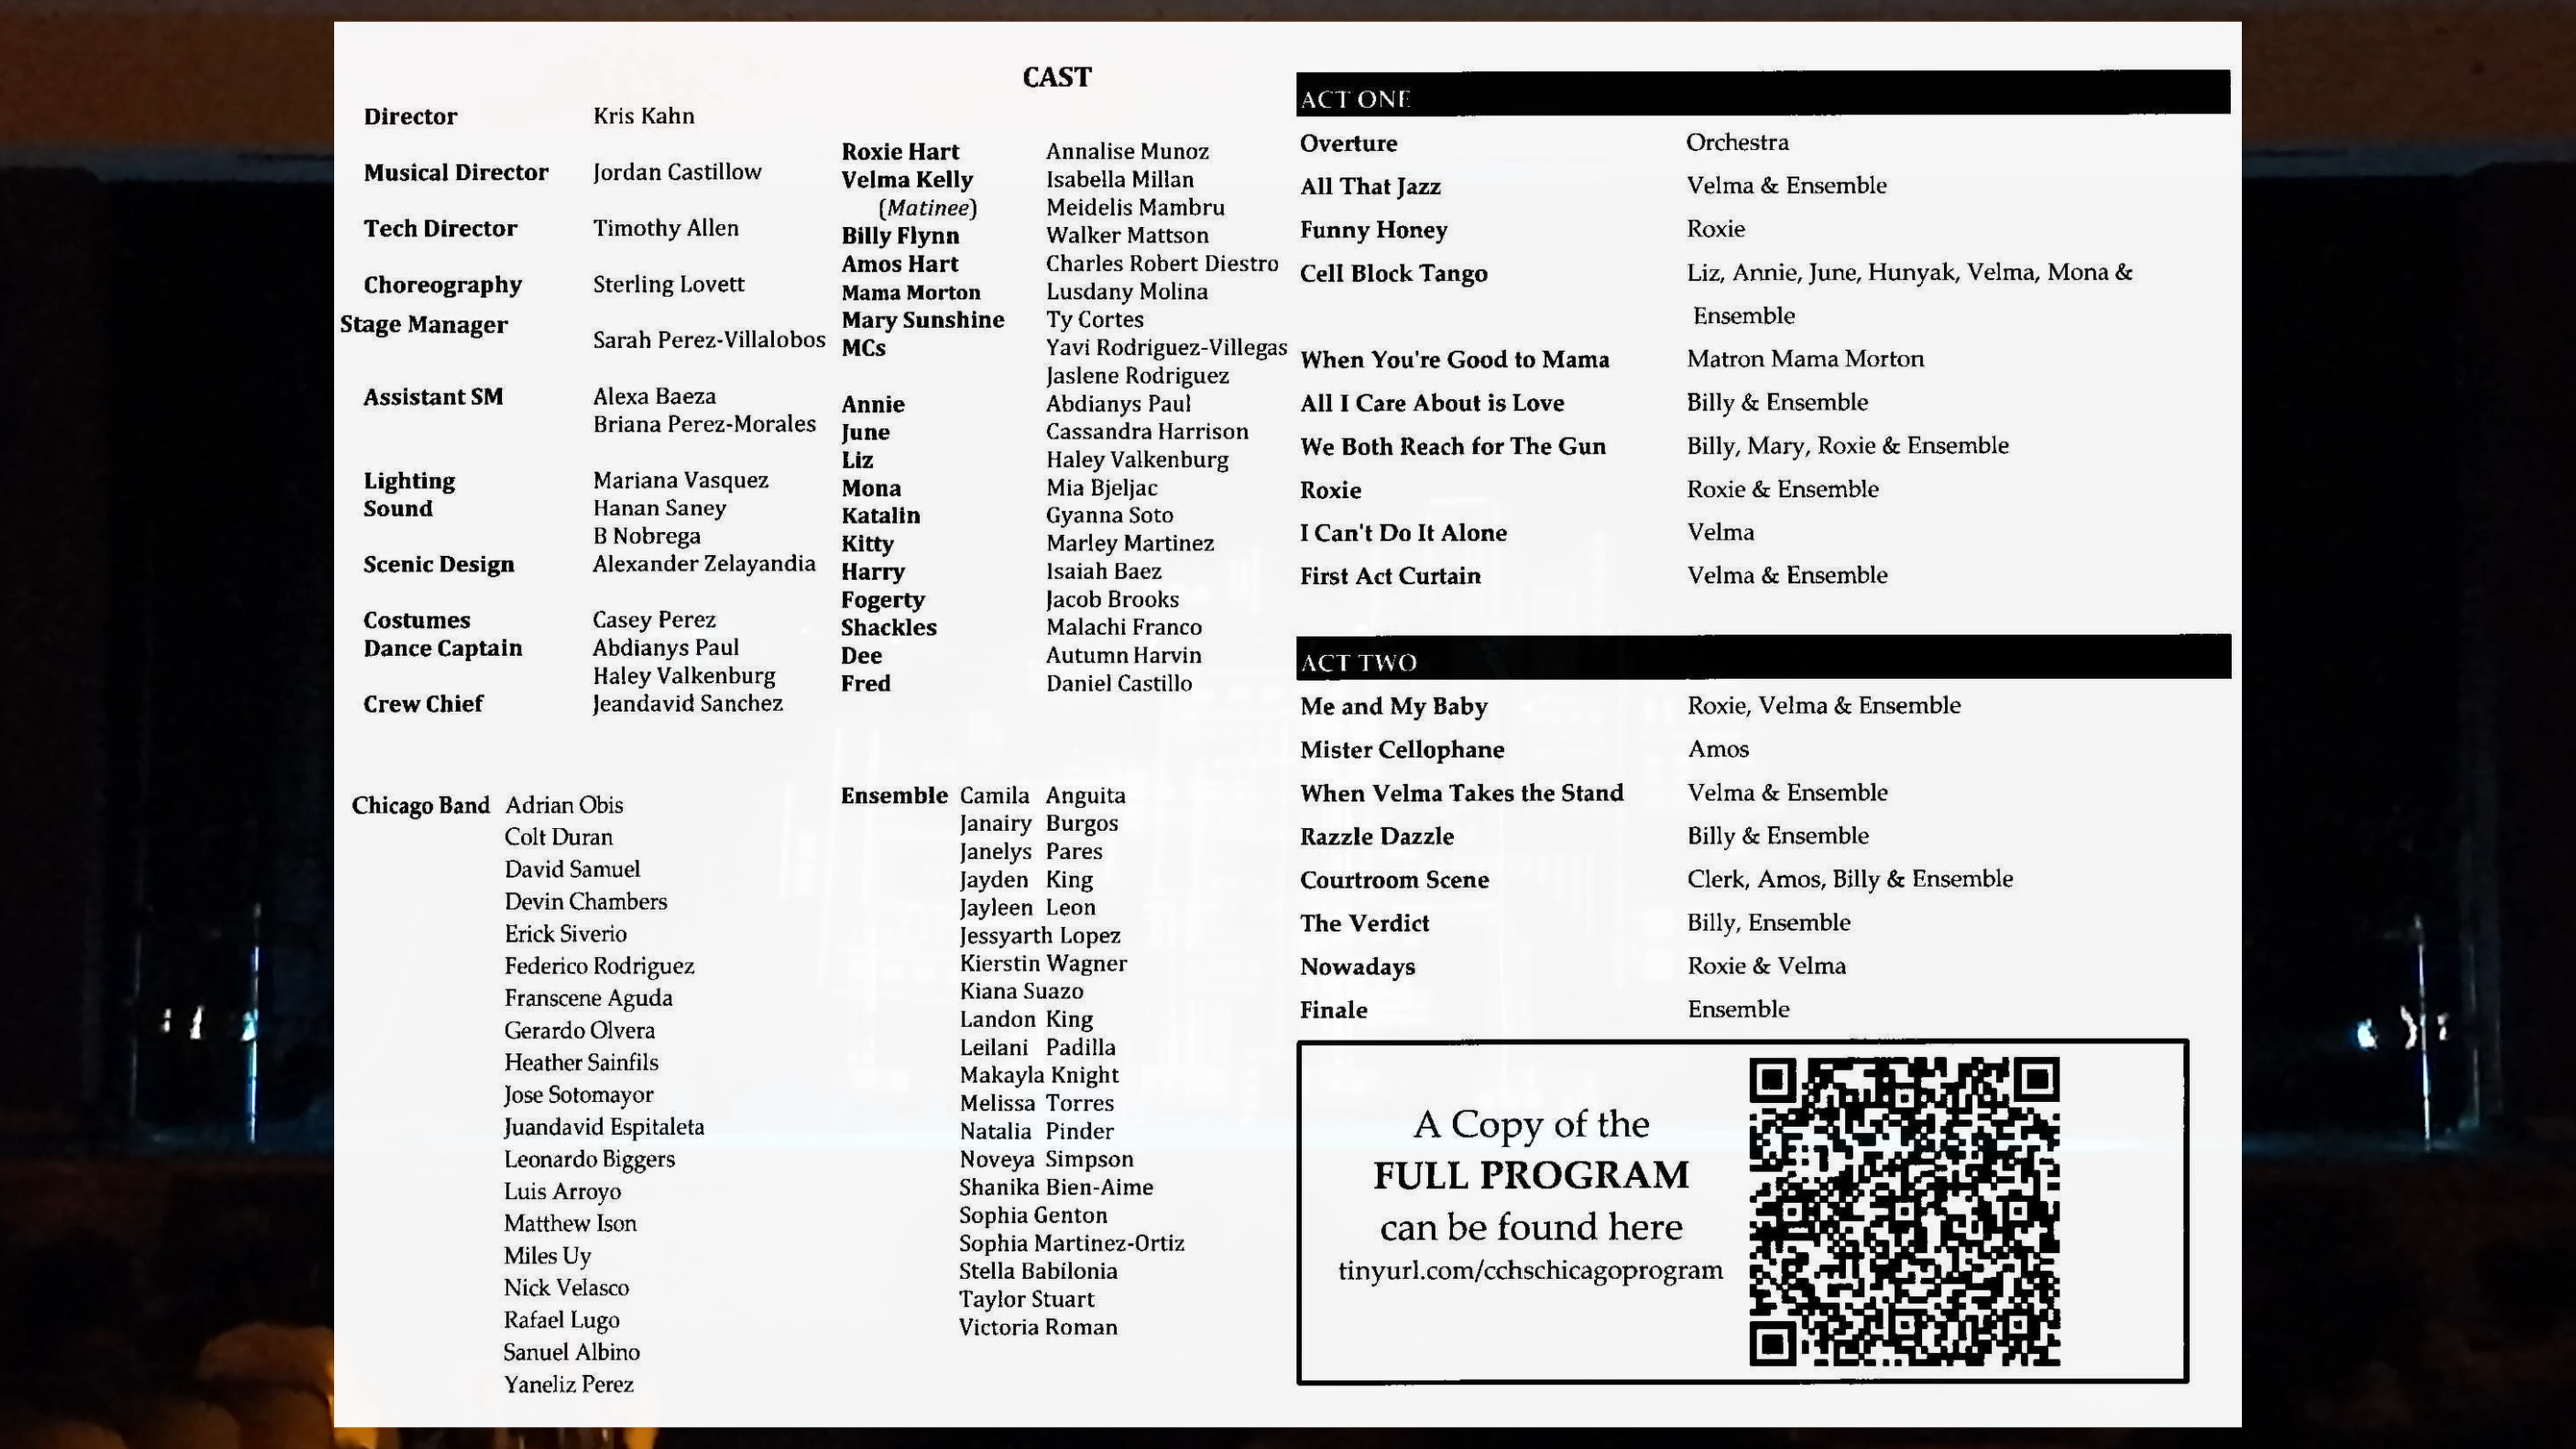 Director Kris Kahn
Musical Director Jordan Castillow
Tech Director Timothy Allen
Choreography Sterling Lovett
Stage Manager
Sarah Perez-Villalobos
Assistant SM Alexa Baeza
Briana Perez-Morales
Lighting Mariana Vasquez
Sound Hanan Saney
B Nobrega
Scenic Design Alexander Zelayandia
Costumes Casey Perez
Dance Captain Abdianys Paul
Haley Valkenburg
Crew Chief Jeandavid Sanchez
Chicago Band Adrian Obis
Colt Duran
David Samuel
Devin Chambers
Erick Siverio
Federico Rodriguez
Franscene Aguda
Gerardo Olvera
Heather Sainfils
Jose Sotomayor
Juandavid Espitaleta
Leonardo Biggers
Luis Arroyo
Matthew Ison
Miles Uy
Nick Velasco
Rafael Lugo
Sanuel Albino
Yaneliz Perez
CAST
Roxie Hart Annalise Munoz
Velma Kelly Isabella Millan
(Matinee) Meidelis Mambru
Billy Flynn Walker Mattson
Amos Hart Charles Robert Diestro
Mama Morton Lusdany Molina
Mary Sunshine Ty Cortes
MCs Yavi Rodriguez-Villegas
Jaslene Rodriguez
Annie Abdianys Paul
June Cassandra Harrison
Liz Haley Valkenburg
Mona Mia Bjeljac
Katalin Gyanna Soto
Kitty Marley Martinez
Harry Isaiah Baez
Fogerty Jacob Brooks
Shackles Malachi Franco
Dee Autumn Harvin
Fred Daniel Castillo
Ensemble Camila Anguita
Janairy Burgos
Janelys Pares
Jayden King
Jayleen Leon
Jessyarth Lopez
Kierstin Wagner
Kiana Suazo
Landon King
Leilani Padilla
Makayla Knight
Melissa Torres
Natalia Pinder
Noveya Simpson
Shanika Bien-Aime
Sophia Genton
Sophia Martinez-Ortiz
Stella Babilonia
Taylor Stuart
Victoria Roman
ACT ONE
Overture Orchestra
All That Jazz Velma & Ensemble
Funny Honey Roxie
Cell Block Tango Liz, Annie, June, Hunyak, Velma, Mona &
Ensemble
When You're Good to Mama Matron Mama Morton
All I Care About is Love Billy & Ensemble
We Both Reach for The Gun Billy, Mary, Roxie & Ensemble
Roxie Roxie & Ensemble
I Can't Do It Alone Velma
First Act Curtain Velma & Ensemble
ACT TWO
Me and My Baby Roxie, Velma & Ensemble
Mister Cellophane Amos
When Velma Takes the Stand Velma & Ensemble
Razzle Dazzle Billy & Ensemble
Courtroom Scene Clerk, Amos, Billy & Ensemble
The Verdict Billy, Ensemble
Nowadays Roxie & Velma
Finale Ensemble
A Copy of the
FULL PROGRAM
can be found here
tinyurl.com/cchschicagoprogram